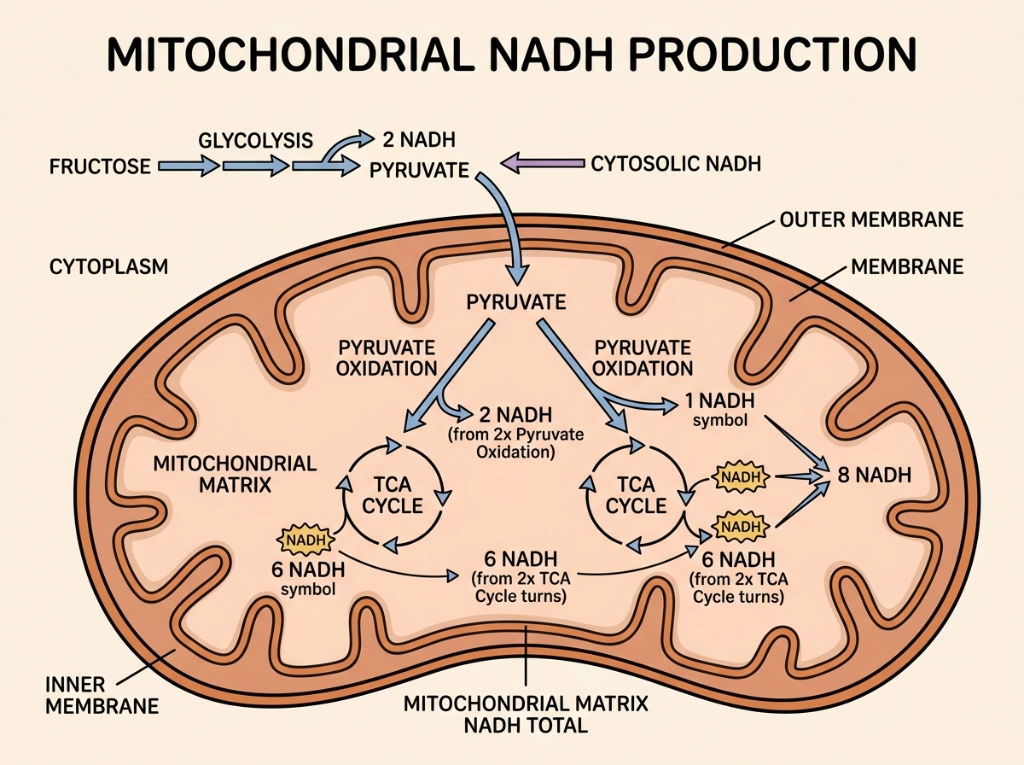 MITOCHONDRIAL NADH PRODUCTION
GLYCOLYSIS
2 NADH
FRUCTOSE
PYRUVATE
CYTOSOLIC NADH
OUTER MEMBRANE
CYTOPLASM
MEMBRANE
PYRUVATE
PYRUVATE
OXIDATION
PYRUVATE
OXIDATION
2 NADH
(from 2x Pyruvate
Oxidation)
1 NADH
symbol
MITOCHONDRIAL
MATRIX
TCA
CYCLE
TCA
CYCLE
NADH
8 NADH
NADH
NADH
6 NADH
symbol
6 NADH
(from 2x TCA
Cycle turns)
6 NADH
(from 2x TCA
Cycle turns)
INNER
MEMBRANE
MITOCHONDRIAL MATRIX
NADH TOTAL